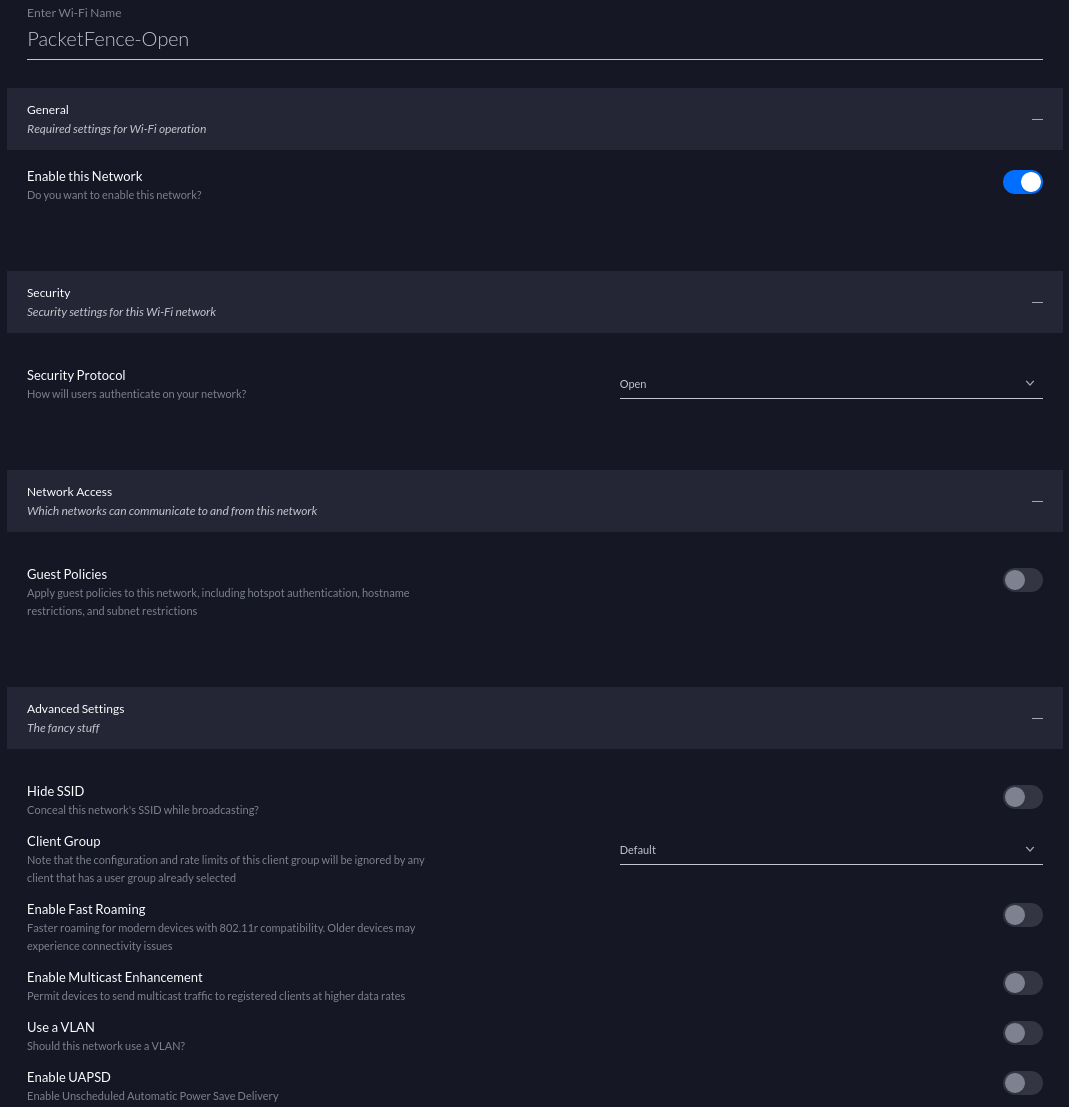 Enter Wi-Fi Name
PacketFence-Open
General
Required settings for Wi-Fi operation
Enable this Network
Do you want to enable this network?
Security
Security settings for this Wi-Fi network
Security Protocol
How will users authenticate on your network?
Open
Network Access
Which networks can communicate to and from this network
Guest Policies
Apply guest policies to this network, including hotspot authentication, hostname
restrictions, and subnet restrictions
Advanced Settings
The fancy stuff
Hide SSID
Conceal this network's SSID while broadcasting?
Client Group
Note that the configuration and rate limits of this client group will be ignored by any
client that has a user group already selected
Default
Enable Fast Roaming
Faster roaming for modern devices with 802.11r compatibility. Older devices may
experience connectivity issues
Enable Multicast Enhancement
Permit devices to send multicast traffic to registered clients at higher data rates
Use a VLAN
Should this network use a VLAN?
Enable UAPSD
Enable Unscheduled Automatic Power Save Delivery